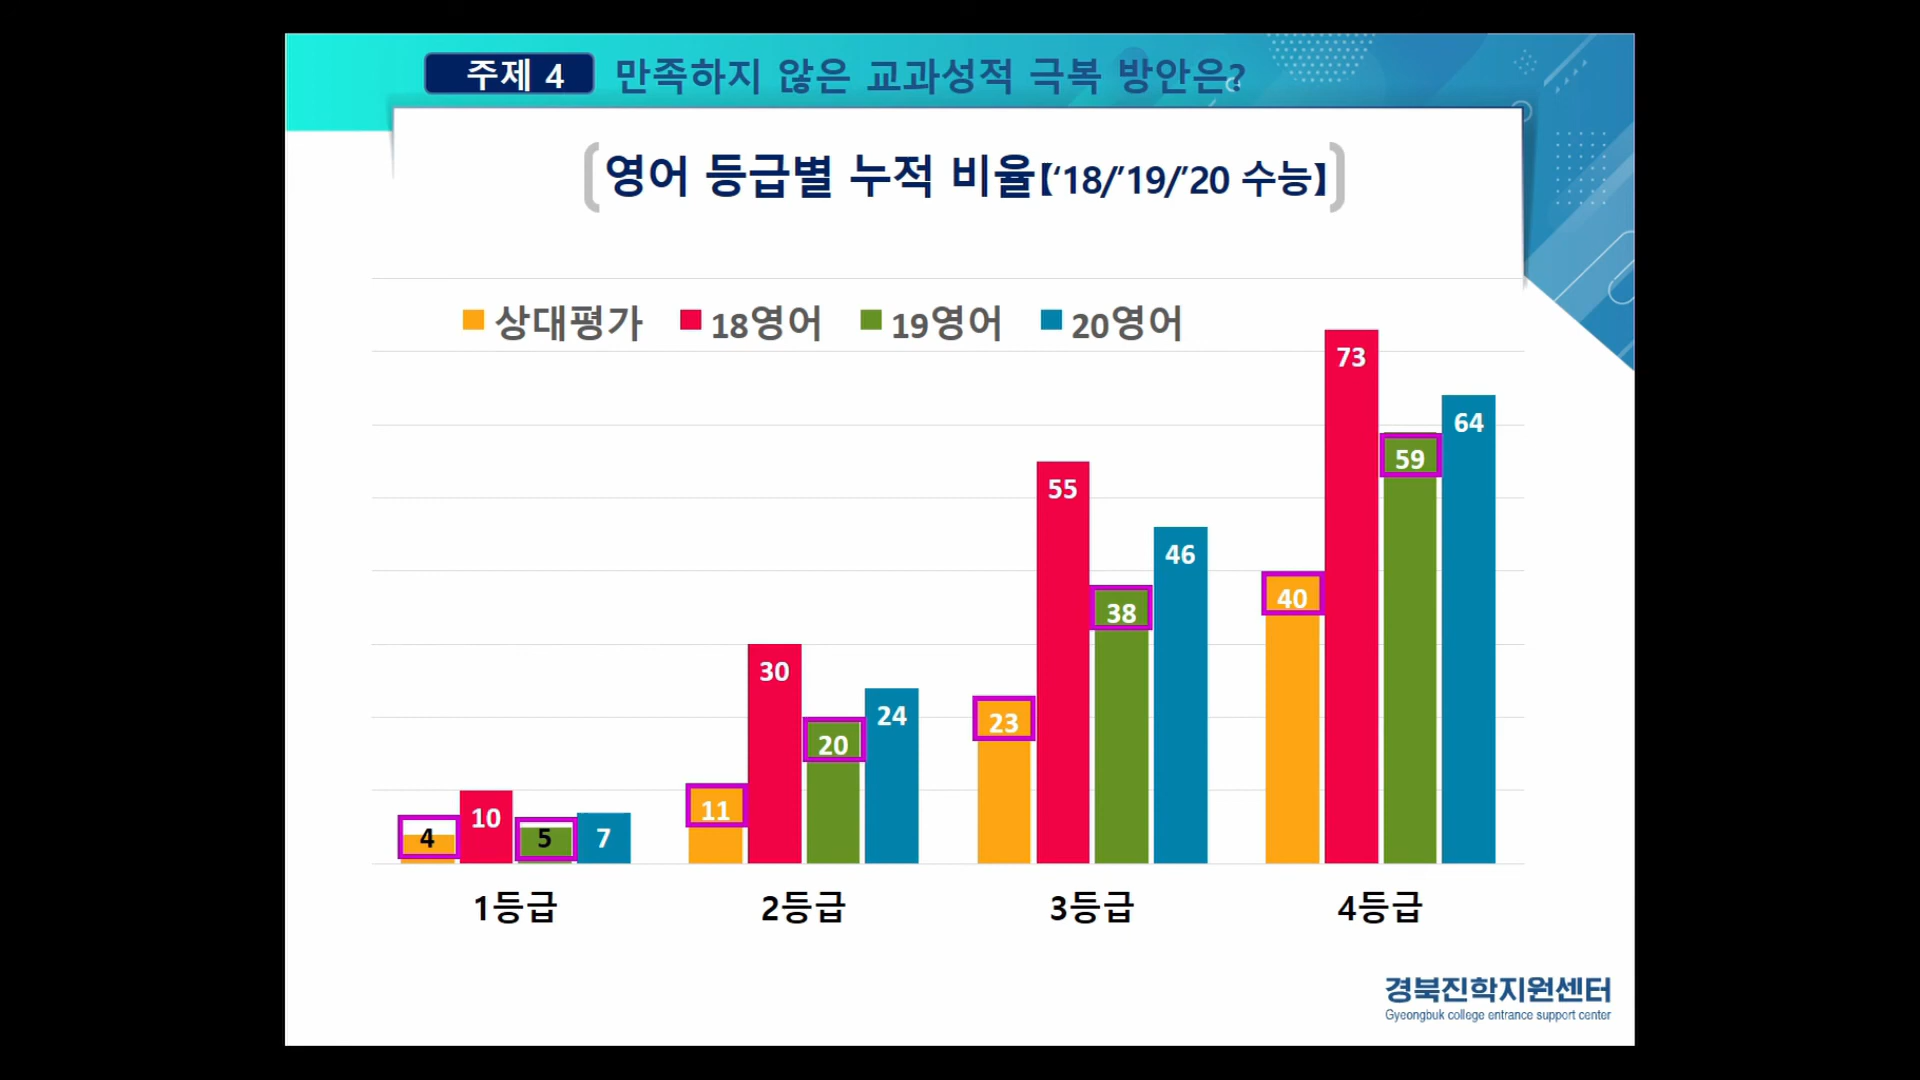 주제 4 만족하지 않은 교과성적 극복 방안은?
영어 등급별 누적 비율【‘18/’19/’20 수능】
상대평가 18영어 19영어 20영어
4 10 5 7
11 30 20 24
23 55 38 46
40 73 59 64
1등급 2등급 3등급 4등급
경북진학지원센터
Gyeongbuk college entrance support center